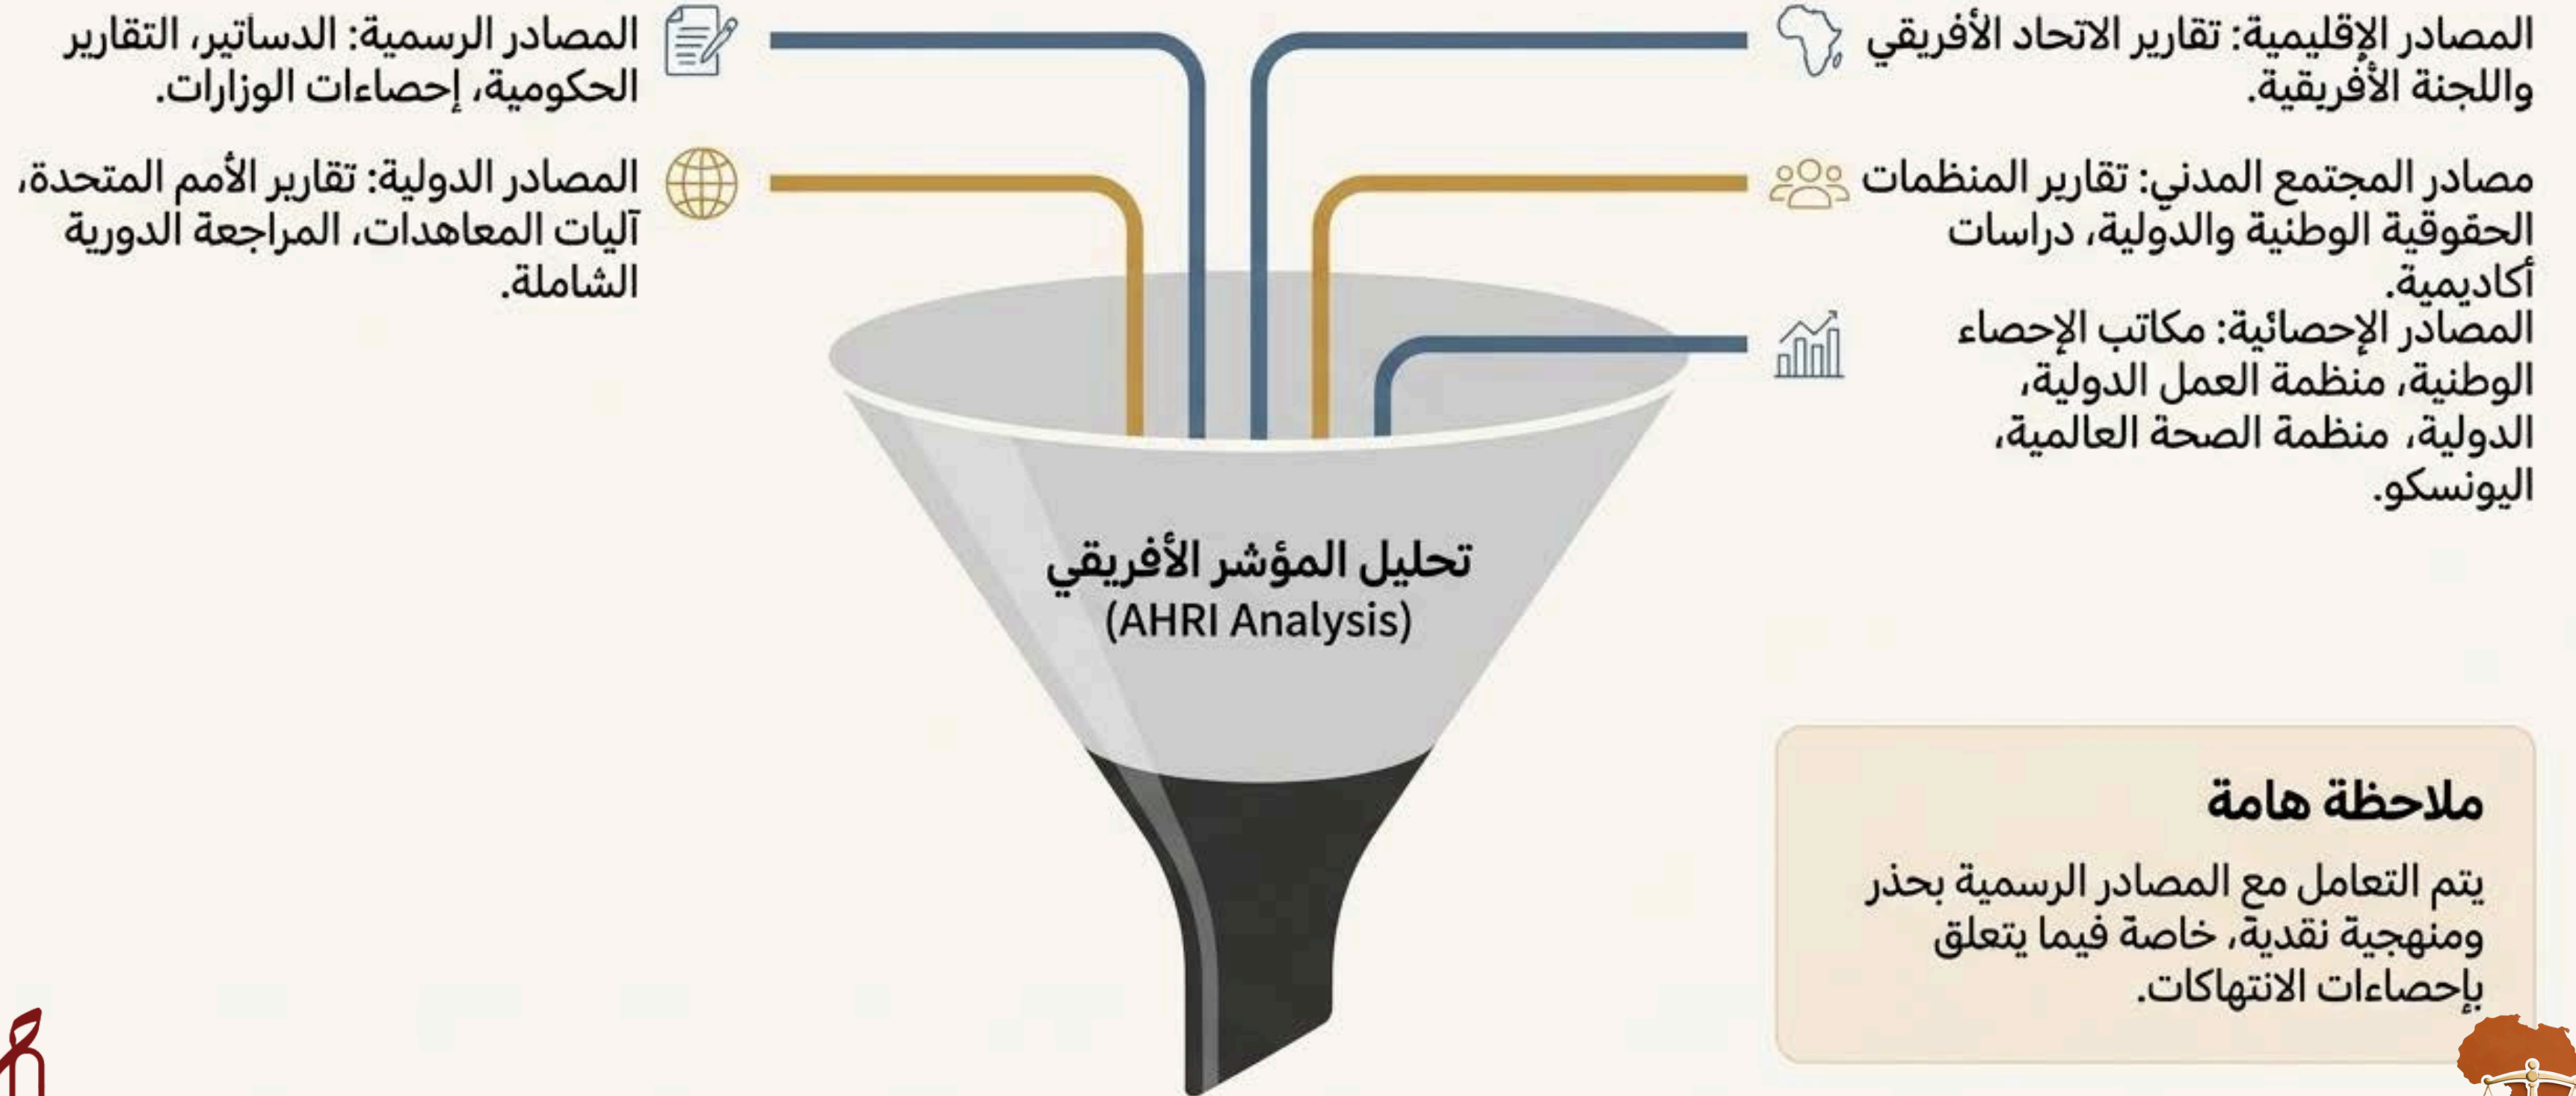 المصادر الإقليمية: تقارير الاتحاد الأفريقي
واللجنة الأفريقية.
مصادر المجتمع المدني: تقارير المنظمات
الحقوقية الوطنية والدولية، دراسات
أكاديمية.
المصادر الإحصائية: مكاتب الإحصاء
الوطنية، منظمة العمل الدولية،
الدولية، منظمة الصحة العالمية،
اليونسكو.
المصادر الرسمية: الدساتير، التقارير
الحكومية، إحصاءات الوزارات.
المصادر الدولية: تقارير الأمم المتحدة،
آليات المعاهدات، المراجعة الدورية
الشاملة.
تحليل المؤشر الأفريقي
(AHRI Analysis)
ملاحظة هامة
يتم التعامل مع المصادر الرسمية بحذر
ومنهجية نقدية، خاصة فيما يتعلق
بإحصاءات الانتهاكات.